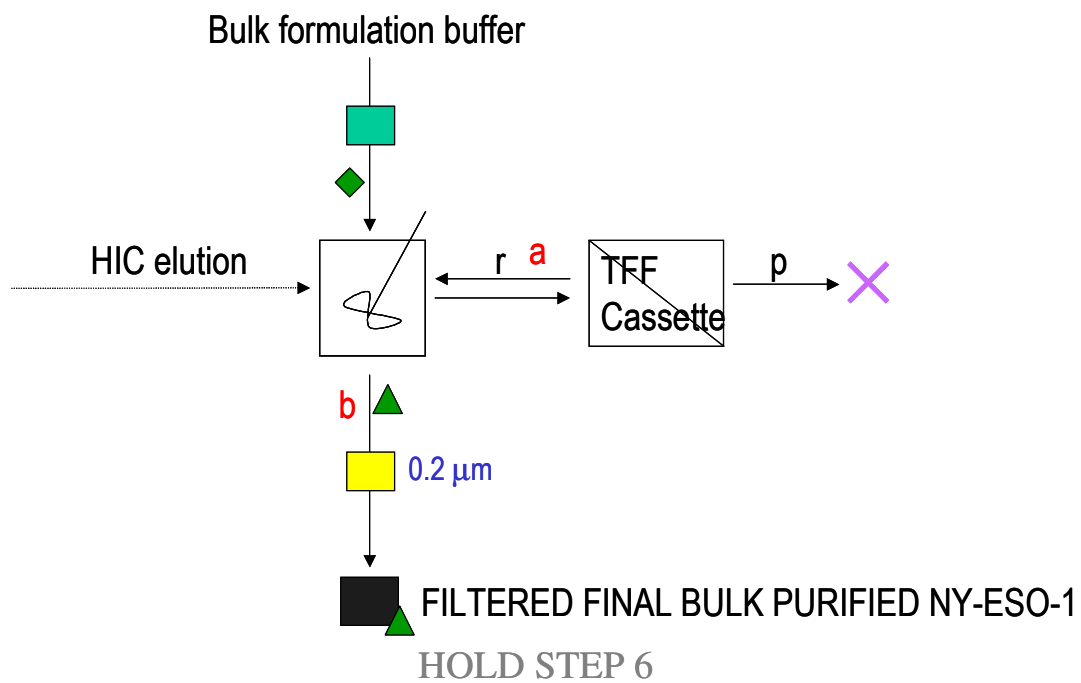 Bulk formulation buffer
HIC elution
r a
TFF
Cassette
p
b
0.2 μm
FILTERED FINAL BULK PURIFIED NY-ESO-1
HOLD STEP 6